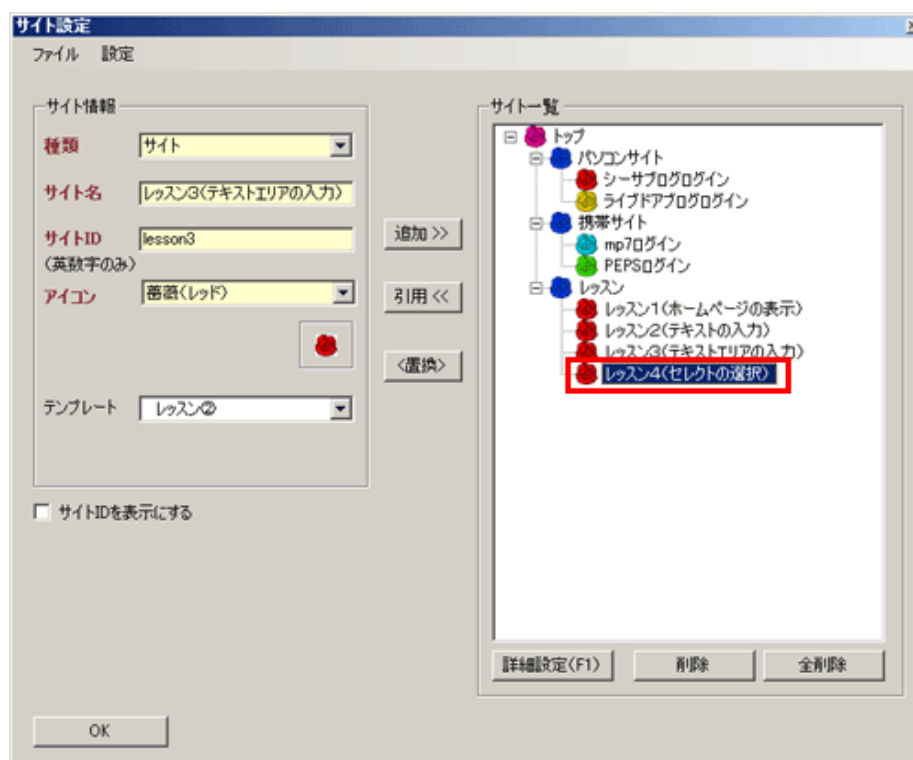 サイト設定
ファイル 設定
サイト情報
種類 サイト
サイト名 レッスン3(テキストエリアの入力)
サイトID lesson3
(英数字のみ)
アイコン 薔薇(レッド)
テンプレート レッスン②
サイトIDを表示にする
追加 >>
引用 <<
<置換>
サイト一覧
トップ
パソコンサイト
シーサブログログイン
ライブドアブログログイン
携帯サイト
mp7ログイン
PEPSログイン
レッスン
レッスン1(ホームページの表示)
レッスン2(テキストの入力)
レッスン3(テキストエリアの入力)
レッスン4(セレクトの選択)
詳細設定(F1) 削除 全削除
OK